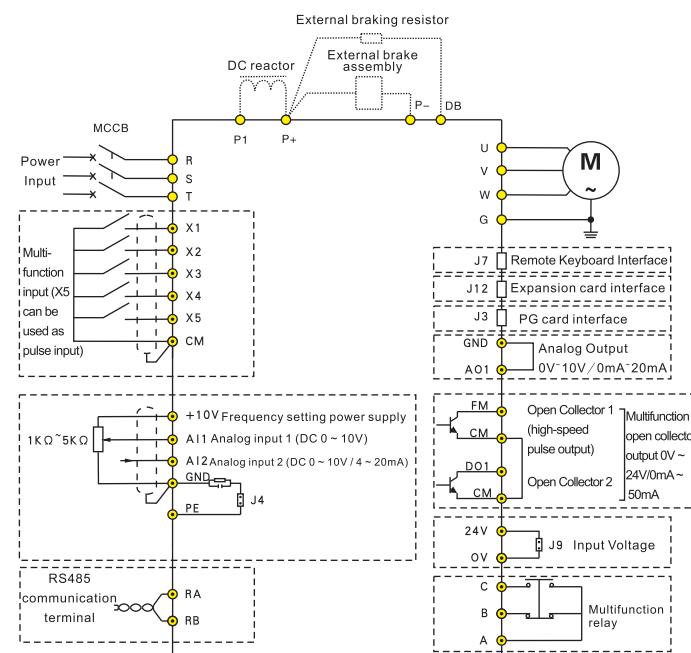 External braking resistor
External brake
assembly
DC reactor
P1
P+
P-
DB
MCCB
Power
Input
R
S
T
Multi-
function
input (X5
can be
used as
pulse input)
X1
X2
X3
X4
X5
CM
1KΩ~5KΩ
+10V Frequency setting power supply
AI1 Analog input 1 (DC 0 ~ 10V)
AI2 Analog input 2 (DC 0 ~ 10V / 4 ~ 20mA)
GND
J4
PE
RS485
communication
terminal
RA
RB
U
V
W
G
M
~
J7 Remote Keyboard Interface
J12 Expansion card interface
J3 PG card interface
GND
AO1
Analog Output
0V~10V/0mA~20mA
FM
CM
DO1
CM
Open Collector 1
(high-speed
pulse output)
Open Collector 2
Multifunction
open collecto
output 0V ~
24V/0mA ~
50mA
24V
0V
J9 Input Voltage
C
B
A
Multifunction
relay